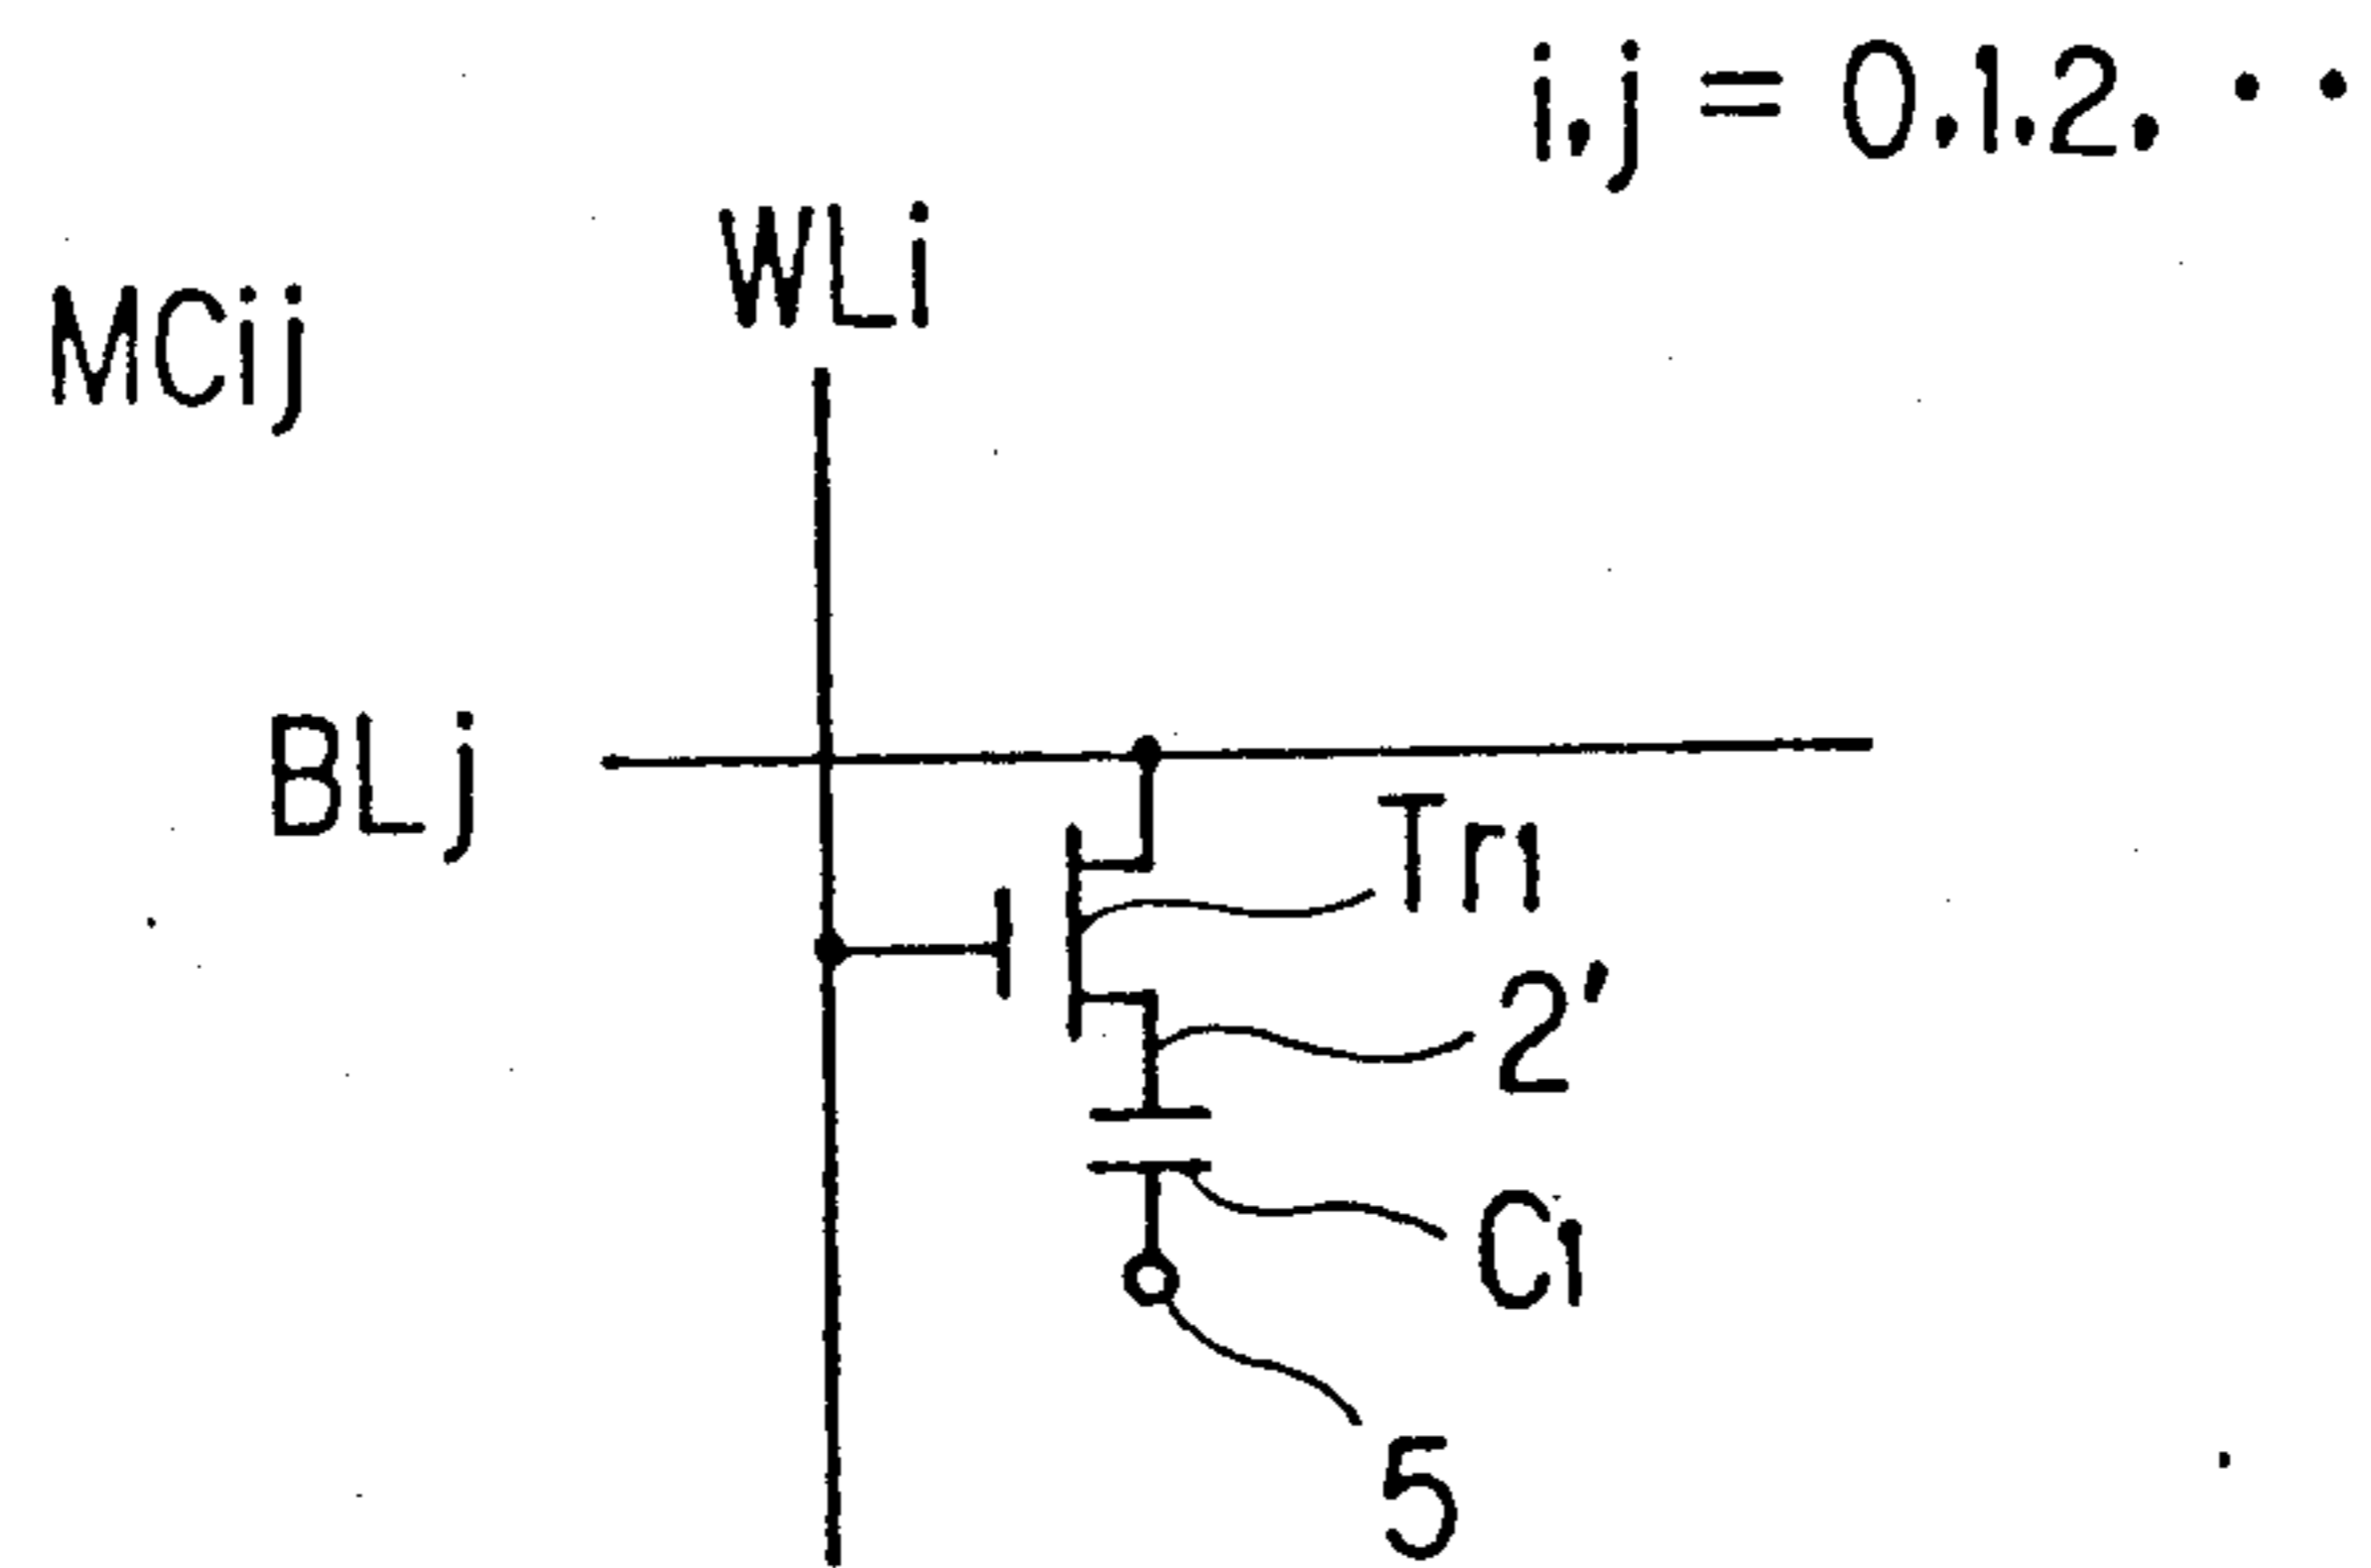 i,j = 0.1.2. ··
WLi
MCij
BLj
Tr1
2'
C1
5